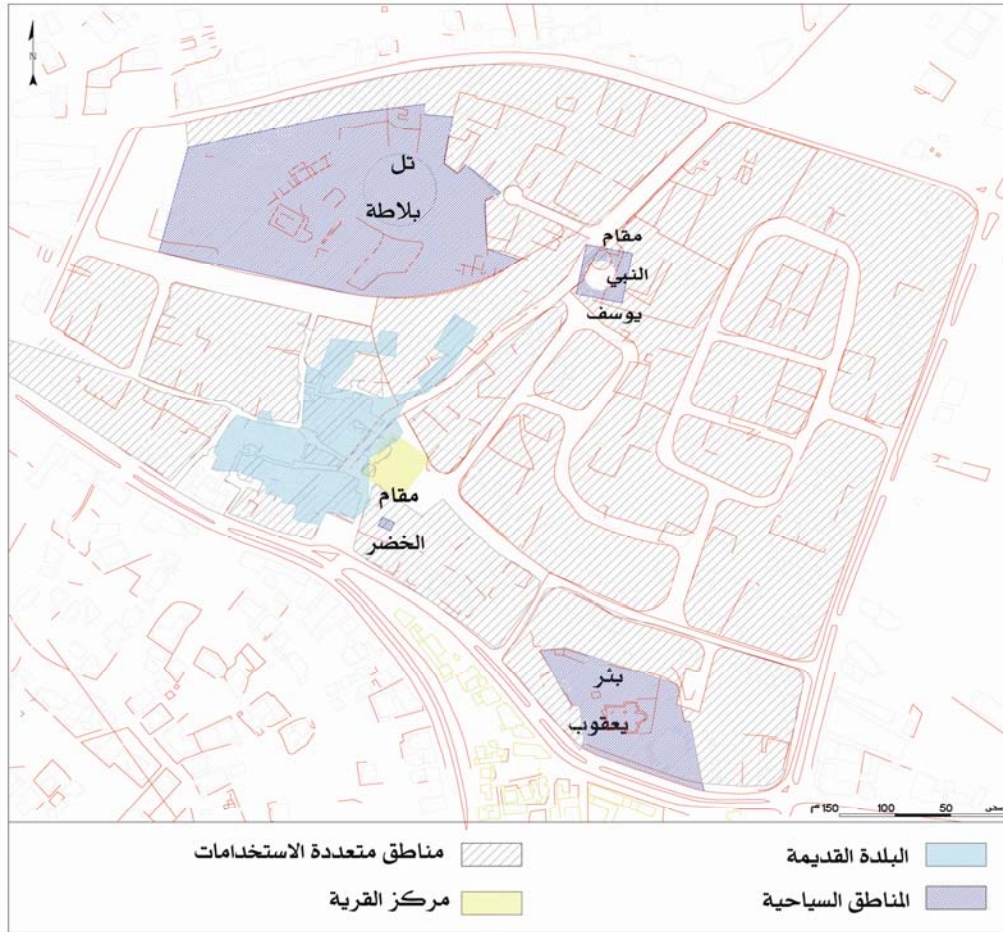 N
تل
بلاطة
مقام
النبي
يوسف
مقام
الخضر
بئر
يعقوب
150م 100 50
البلدة القديمة
مناطق متعددة الاستخدامات
المناطق السياحية
مركز القرية